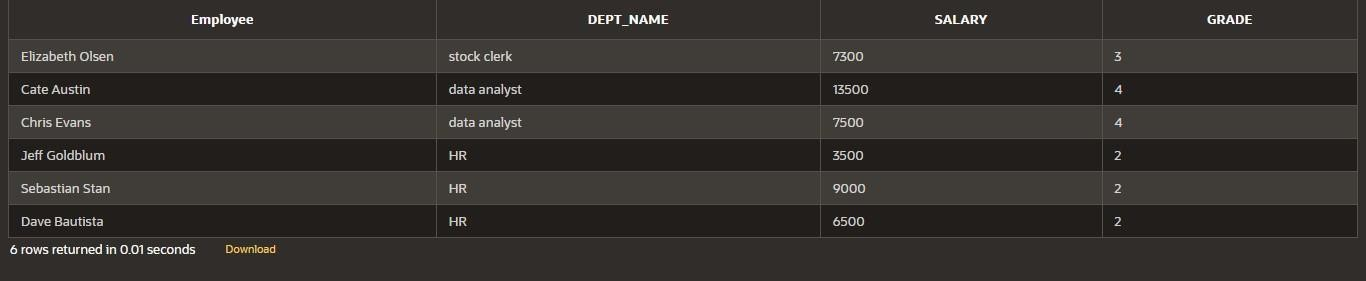 Employee DEPT_NAME SALARY GRADE
Elizabeth Olsen stock clerk 7300 3
Cate Austin data analyst 13500 4
Chris Evans data analyst 7500 4
Jeff Goldblum HR 3500 2
Sebastian Stan HR 9000 2
Dave Bautista HR 6500 2
6 rows returned in 0.01 seconds Download